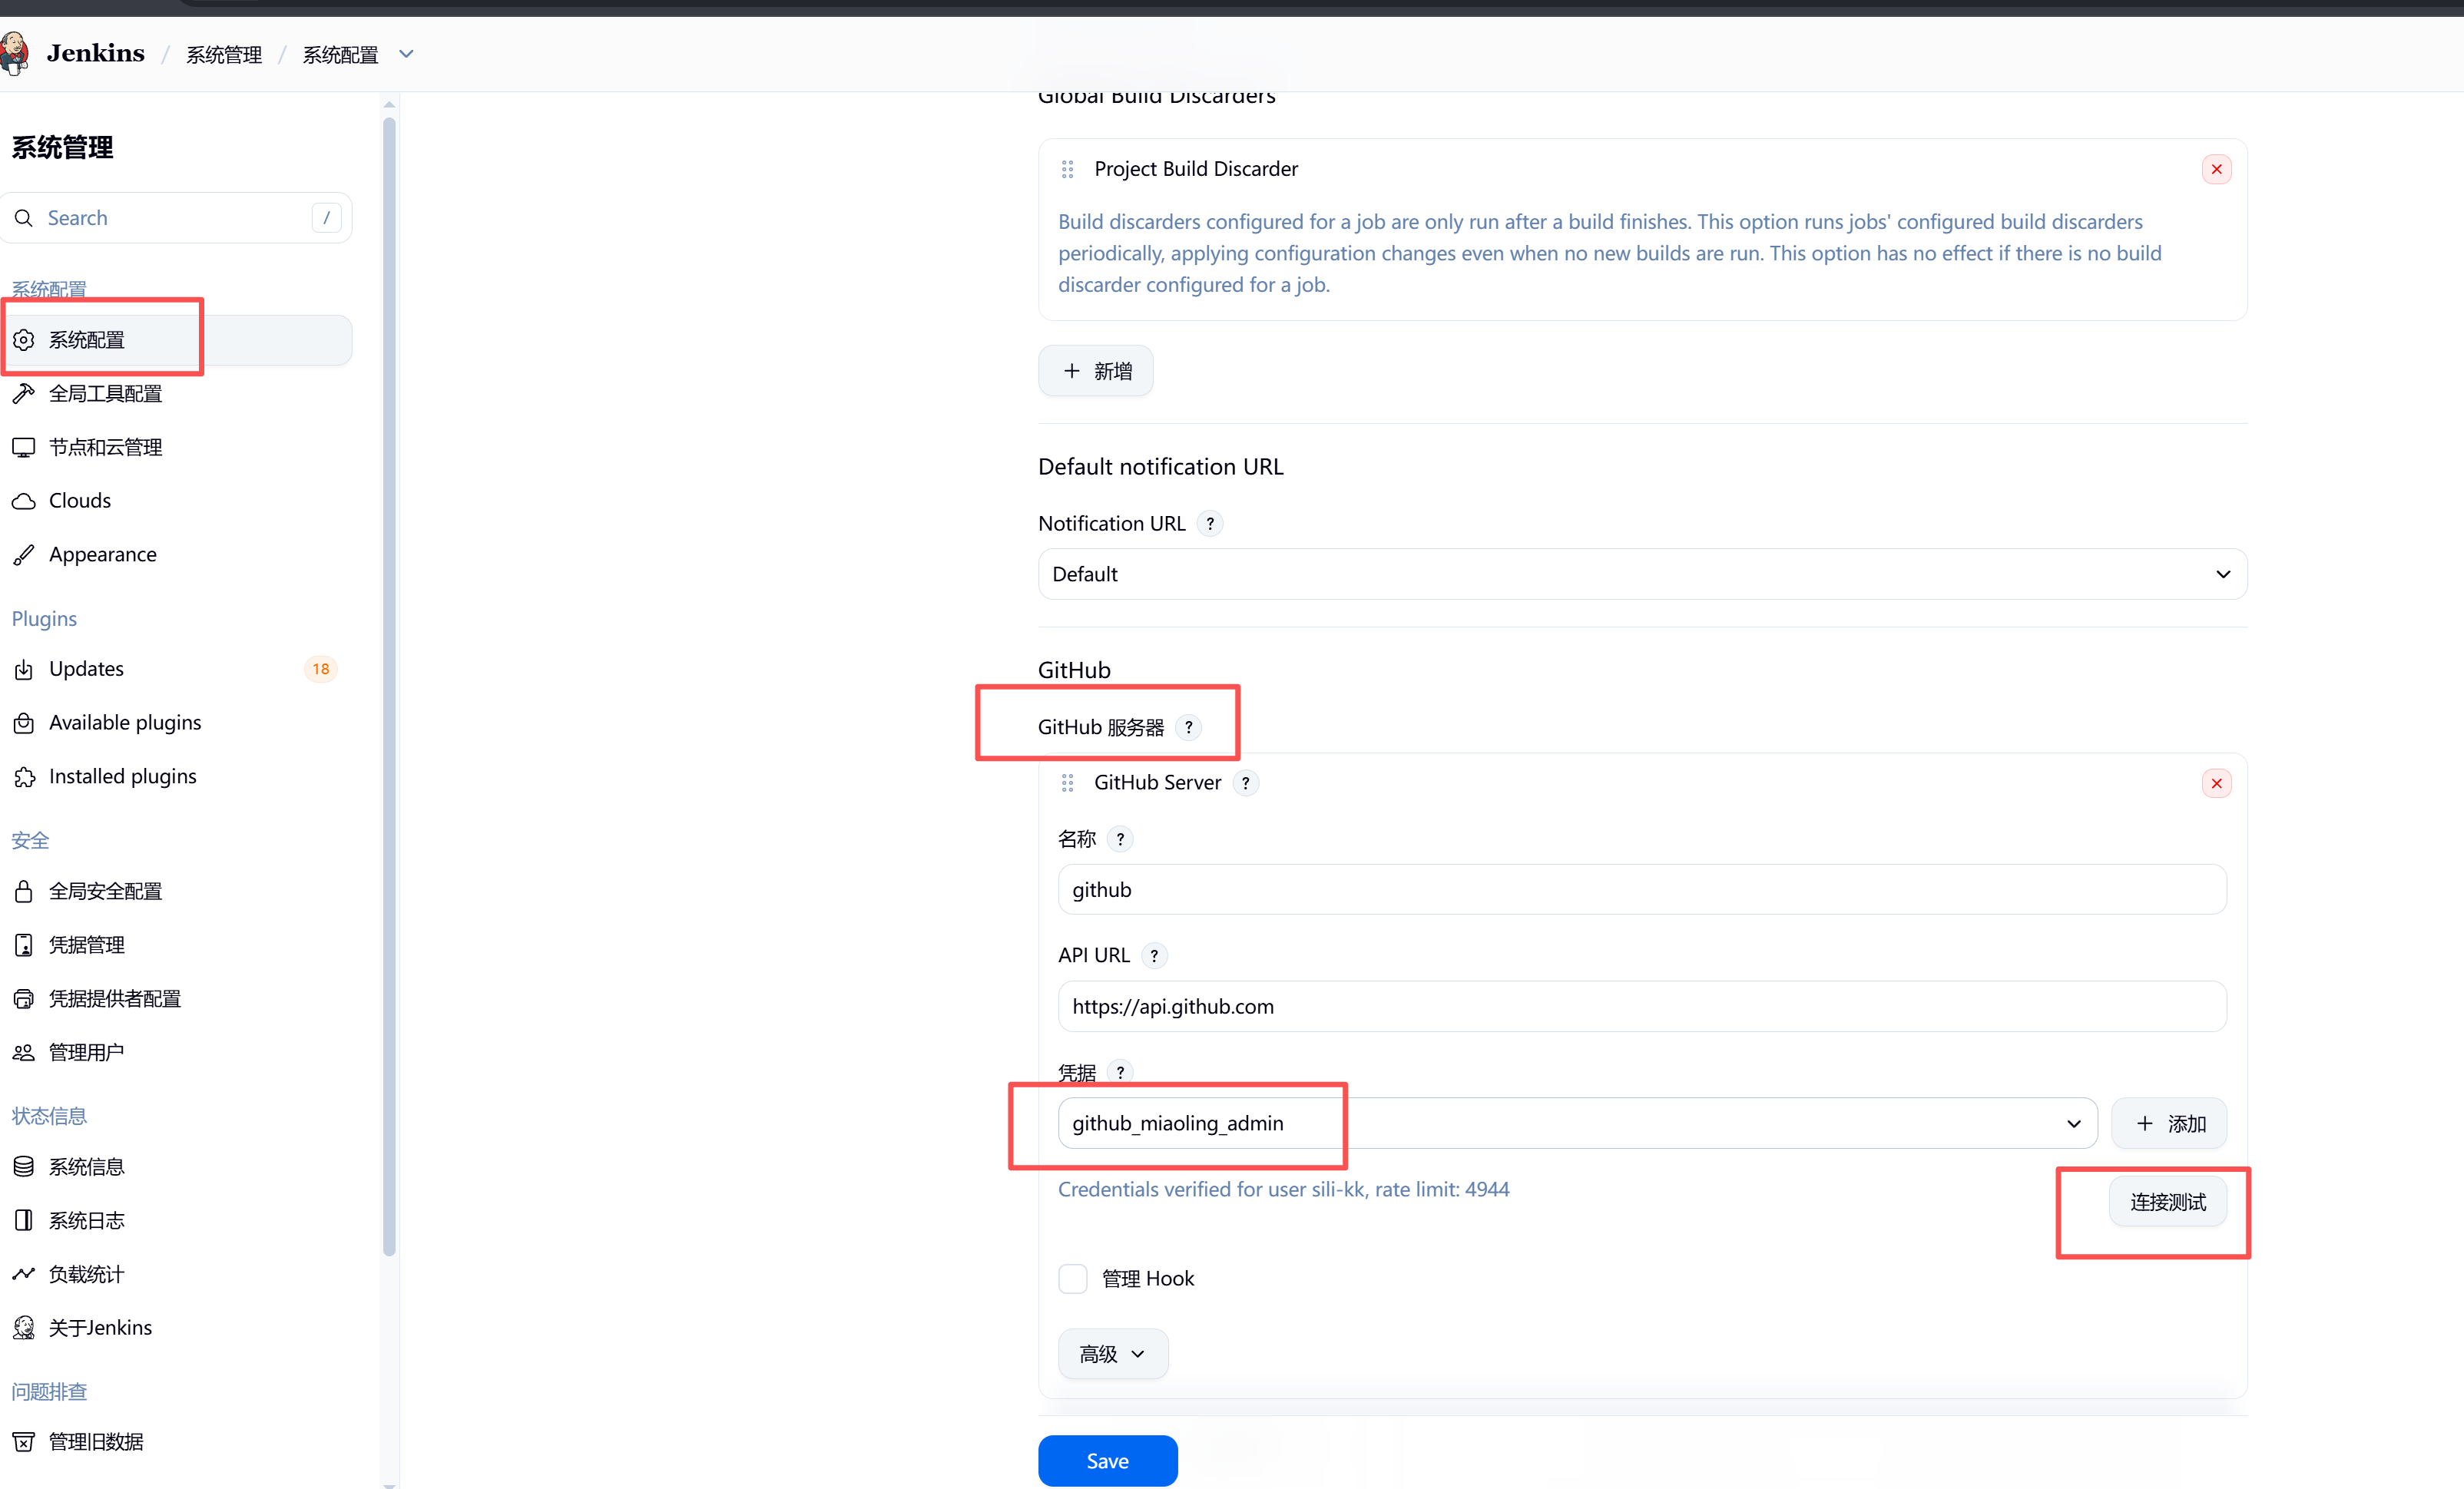 Jenkins / 系统管理 / 系统配置
系统管理
Search /
系统配置
系统配置
全局工具配置
节点和云管理
Clouds
Appearance
Plugins
Updates 18
Available plugins
Installed plugins
安全
全局安全配置
凭据管理
凭据提供者配置
管理用户
状态信息
系统信息
系统日志
负载统计
关于Jenkins
问题排查
管理旧数据
Global Build Discarders
Project Build Discarder
Build discarders configured for a job are only run after a build finishes. This option runs jobs' configured build discarders
periodically, applying configuration changes even when no new builds are run. This option has no effect if there is no build
discarder configured for a job.
+ 新增
Default notification URL
Notification URL ?
Default
GitHub
GitHub 服务器 ?
GitHub Server ?
名称 ?
github
API URL ?
https://api.github.com
凭据 ?
github_miaoling_admin
+ 添加
Credentials verified for user sili-kk, rate limit: 4944
连接测试
管理 Hook
高级
Save